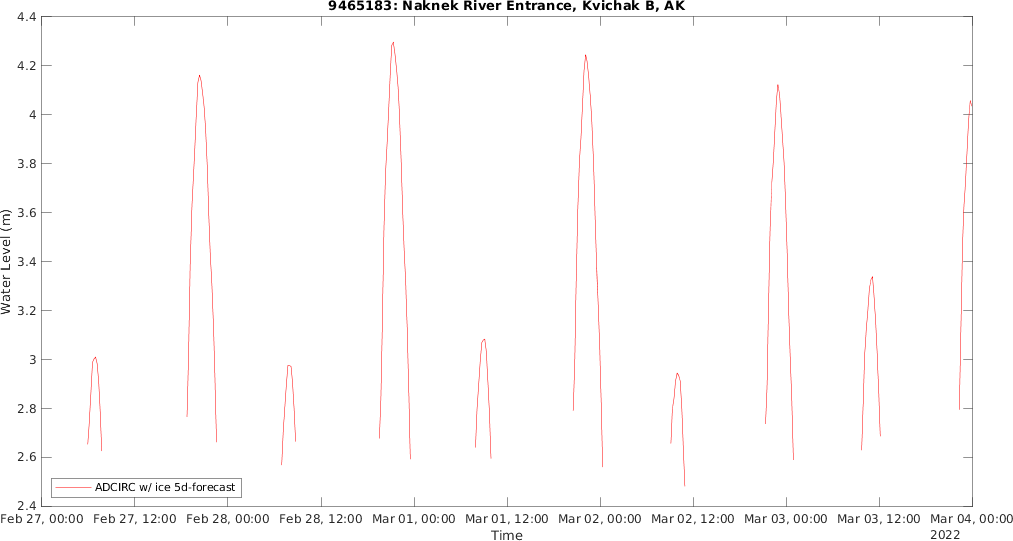 9465183: Naknek River Entrance, Kvichak B, AK
Water Level (m)
4.4
4.2
4
3.8
3.6
3.4
3.2
3
2.8
2.6
2.4
ADCIRC w/ ice 5d-forecast
Feb 27, 00:00 Feb 27, 12:00 Feb 28, 00:00 Feb 28, 12:00 Mar 01, 00:00 Mar 01, 12:00 Mar 02, 00:00 Mar 02, 12:00 Mar 03, 00:00 Mar 03, 12:00 Mar 04, 00:00
Time
2022